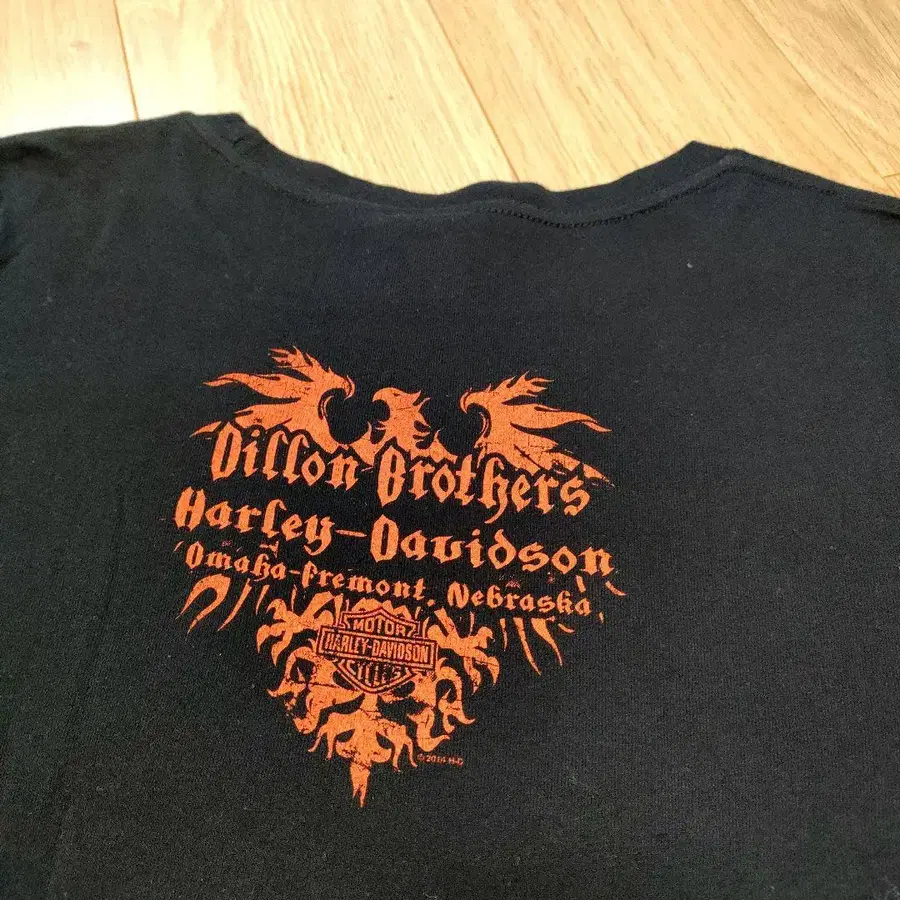 Dillon Brothers
Harley-Davidson
Omaha-Fremont, Nebraska
MOTOR
HARLEY-DAVIDSON
CYCLES
© 2014 H-D